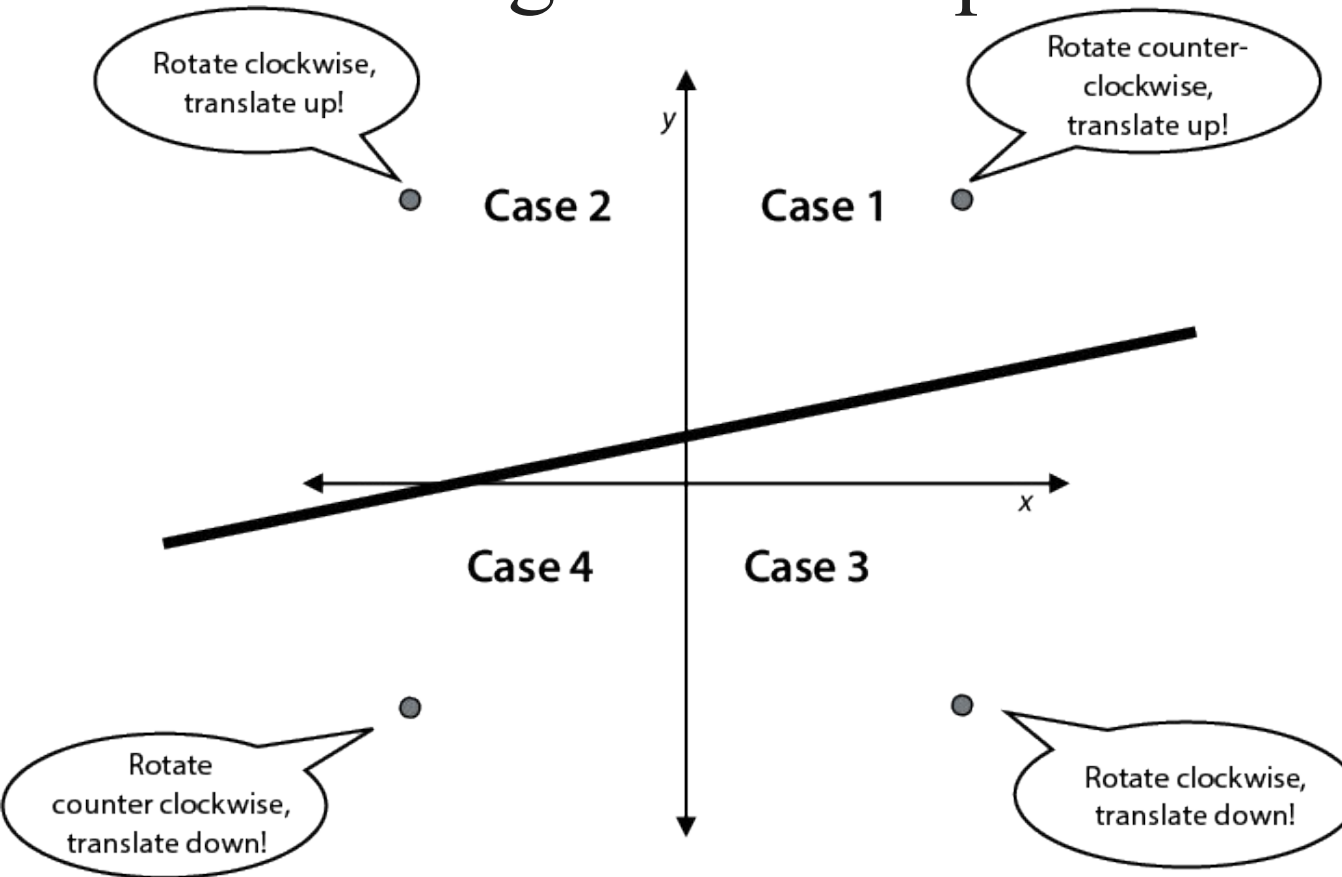 Rotate clockwise,
translate up!
Rotate counter-
clockwise,
translate up!
y
Case 2
Case 1
x
Case 4
Case 3
Rotate
counter clockwise,
translate down!
Rotate clockwise,
translate down!